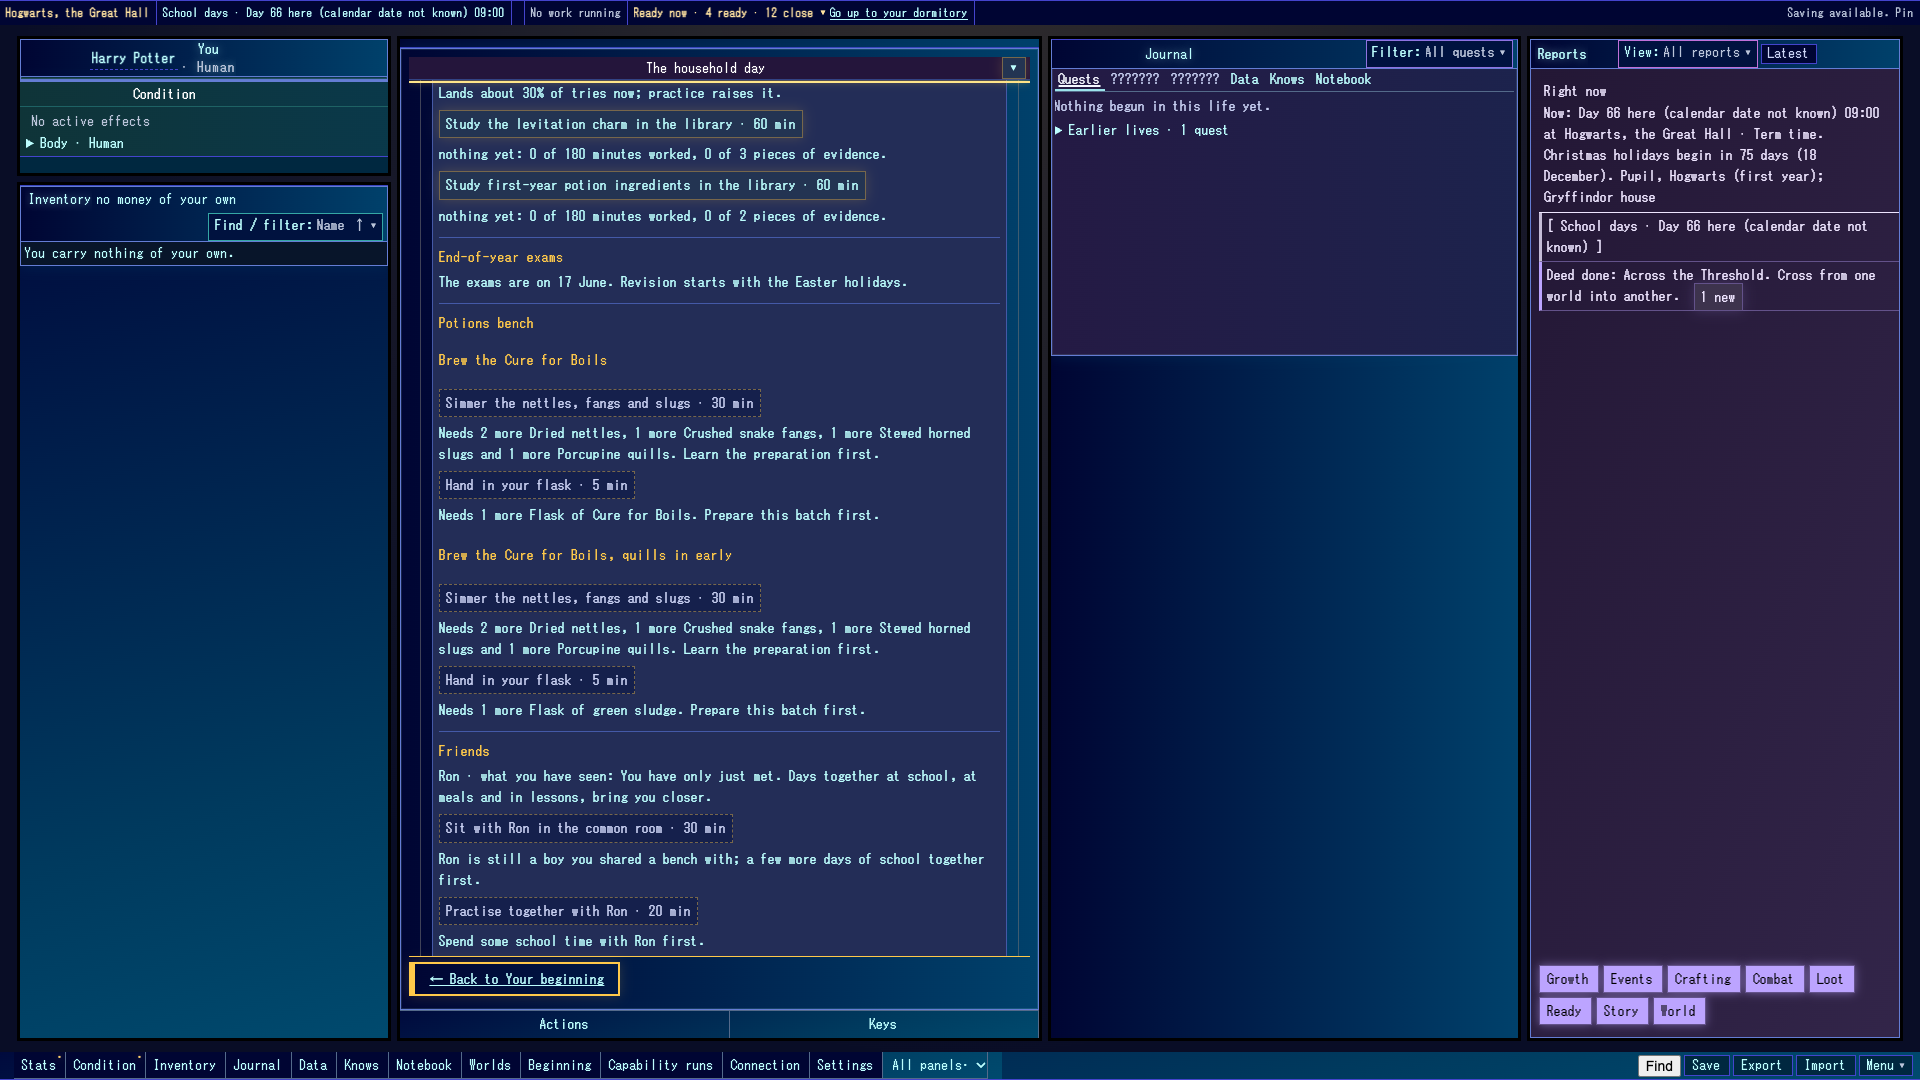 Hogwarts, the Great Hall School days · Day 66 here (calendar date not known) 09:00 No work running Ready now · 4 ready · 12 close ▾ Go up to your dormitory Saving available. Pin
Harry Potter · You
Human
Condition
No active effects
▶ Body · Human
Inventory no money of your own
Find / filter: Name ↑ ▾
You carry nothing of your own.
The household day ▼
Lands about 30% of tries now; practice raises it.
Study the levitation charm in the library · 60 min
nothing yet: 0 of 180 minutes worked, 0 of 3 pieces of evidence.
Study first-year potion ingredients in the library · 60 min
nothing yet: 0 of 180 minutes worked, 0 of 2 pieces of evidence.
End-of-year exams
The exams are on 17 June. Revision starts with the Easter holidays.
Potions bench
Brew the Cure for Boils
Simmer the nettles, fangs and slugs · 30 min
Needs 2 more Dried nettles, 1 more Crushed snake fangs, 1 more Stewed horned
slugs and 1 more Porcupine quills. Learn the preparation first.
Hand in your flask · 5 min
Needs 1 more Flask of Cure for Boils. Prepare this batch first.
Brew the Cure for Boils, quills in early
Simmer the nettles, fangs and slugs · 30 min
Needs 2 more Dried nettles, 1 more Crushed snake fangs, 1 more Stewed horned
slugs and 1 more Porcupine quills. Learn the preparation first.
Hand in your flask · 5 min
Needs 1 more Flask of green sludge. Prepare this batch first.
Friends
Ron · what you have seen: You have only just met. Days together at school, at
meals and in lessons, bring you closer.
Sit with Ron in the common room · 30 min
Ron is still a boy you shared a bench with; a few more days of school together
first.
Practise together with Ron · 20 min
Spend some school time with Ron first.
← Back to Your beginning
Actions Keys
Journal Filter: All quests ▾
Quests ??????? ??????? Data Knows Notebook
Nothing begun in this life yet.
▶ Earlier lives · 1 quest
Reports View: All reports ▾ Latest
Right now
Now: Day 66 here (calendar date not known) 09:00
at Hogwarts, the Great Hall · Term time.
Christmas holidays begin in 75 days (18
December). Pupil, Hogwarts (first year);
Gryffindor house
[ School days · Day 66 here (calendar date not
known) ]
Deed done: Across the Threshold. Cross from one
world into another. 1 new
Growth Events Crafting Combat Loot
Ready Story World
Stats Condition Inventory Journal Data Knows Notebook Worlds Beginning Capability runs Connection Settings All panels· Find Save Export Import Menu ▾